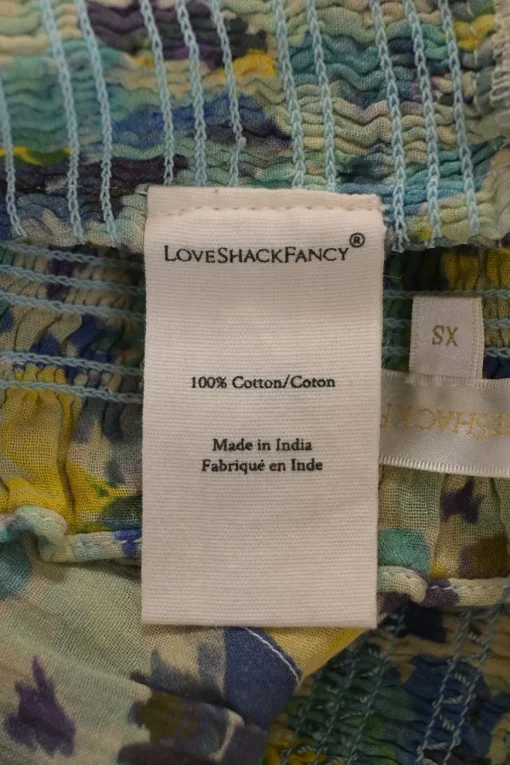 LOVESHACKFANCY®
100% Cotton/Coton
Made in India
Fabriqué en Inde
XS